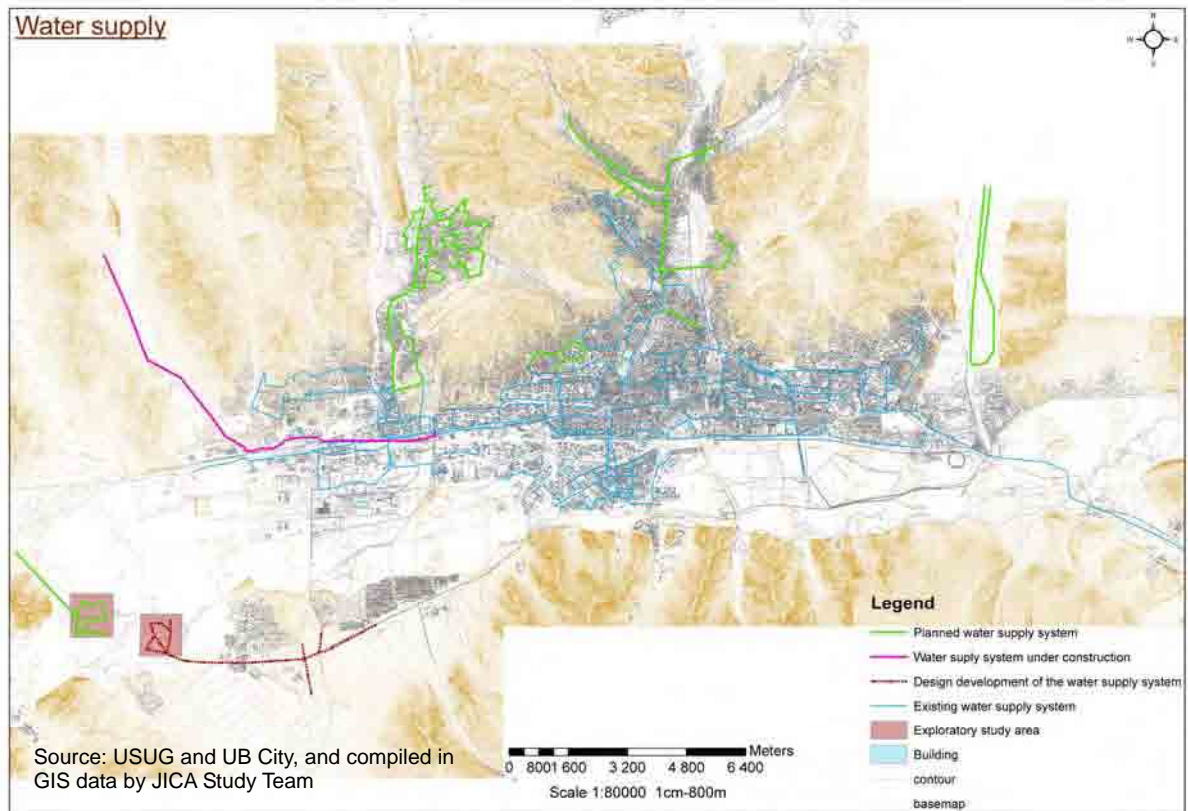 Water supply
N
W
E
S
Legend
Planned water supply system
Water suply system under construction
Design development of the water supply system
Existing water supply system
Exploratory study area
Building
contour
basemap
Source: USUG and UB City, and compiled in
GIS data by JICA Study Team
Meters
0 800 1 600 3 200 4 800 6 400
Scale 1:80000 1cm-800m